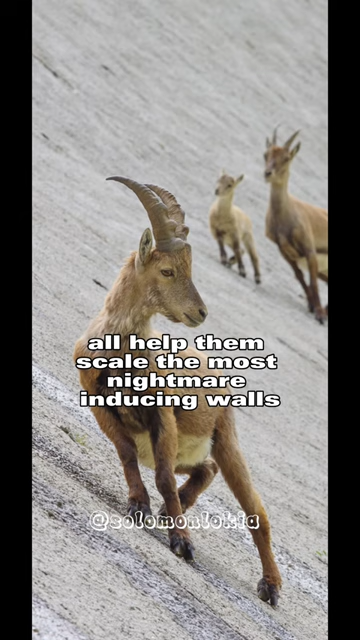 all help them
scale the most
nightmare
inducing walls
@solomonlokia